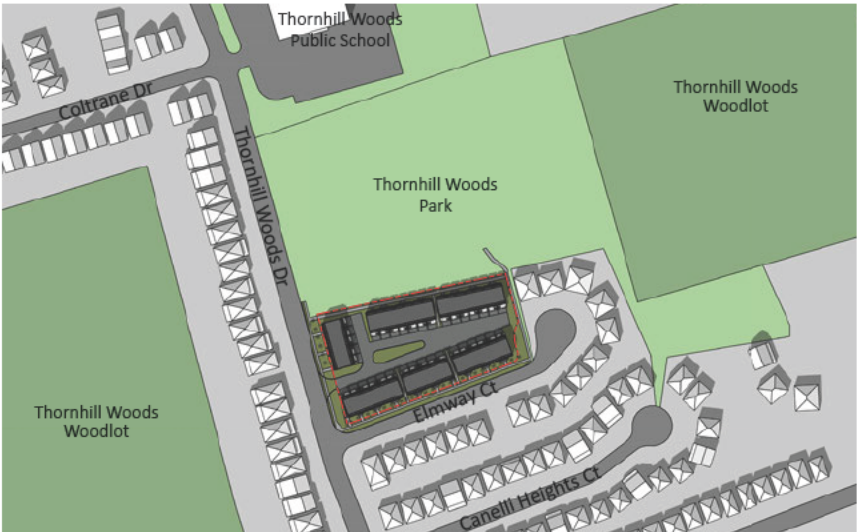 Thornhill Woods
Public School
Coltrane Dr
Thornhill Woods
Woodlot
Thornhill Woods Dr
Thornhill Woods
Park
Thornhill Woods
Woodlot
Elmway Ct
Canelli Heights Ct